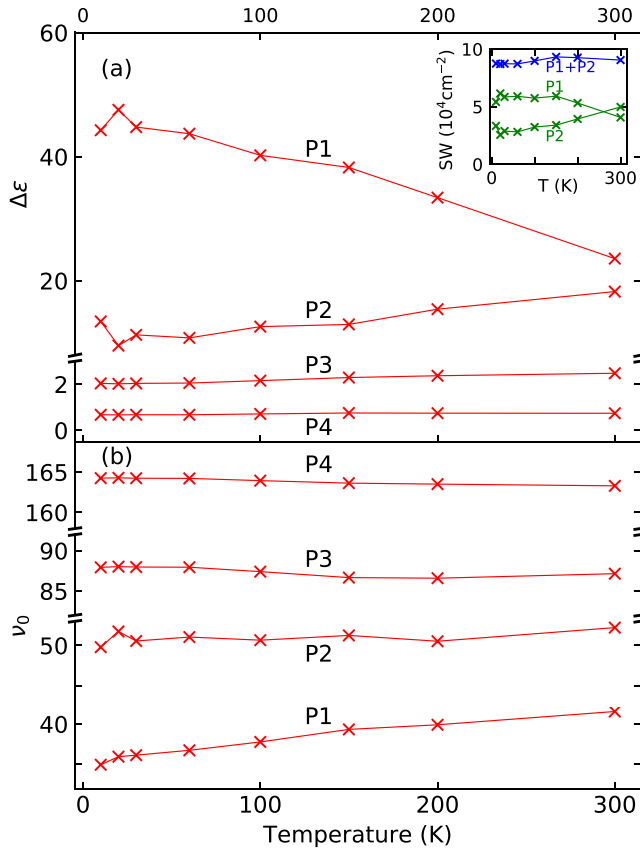 0 100 200 300
60
(a)
Δε
40
P1
20
P2
P3
2
0
P4
10
SW (10⁴cm⁻²)
P1+P2
P1
5
P2
0
0 300
T (K)
(b)
P4
165
160
P3
90
85
ν₀
50
P2
P1
40
0 100 200 300
Temperature (K)